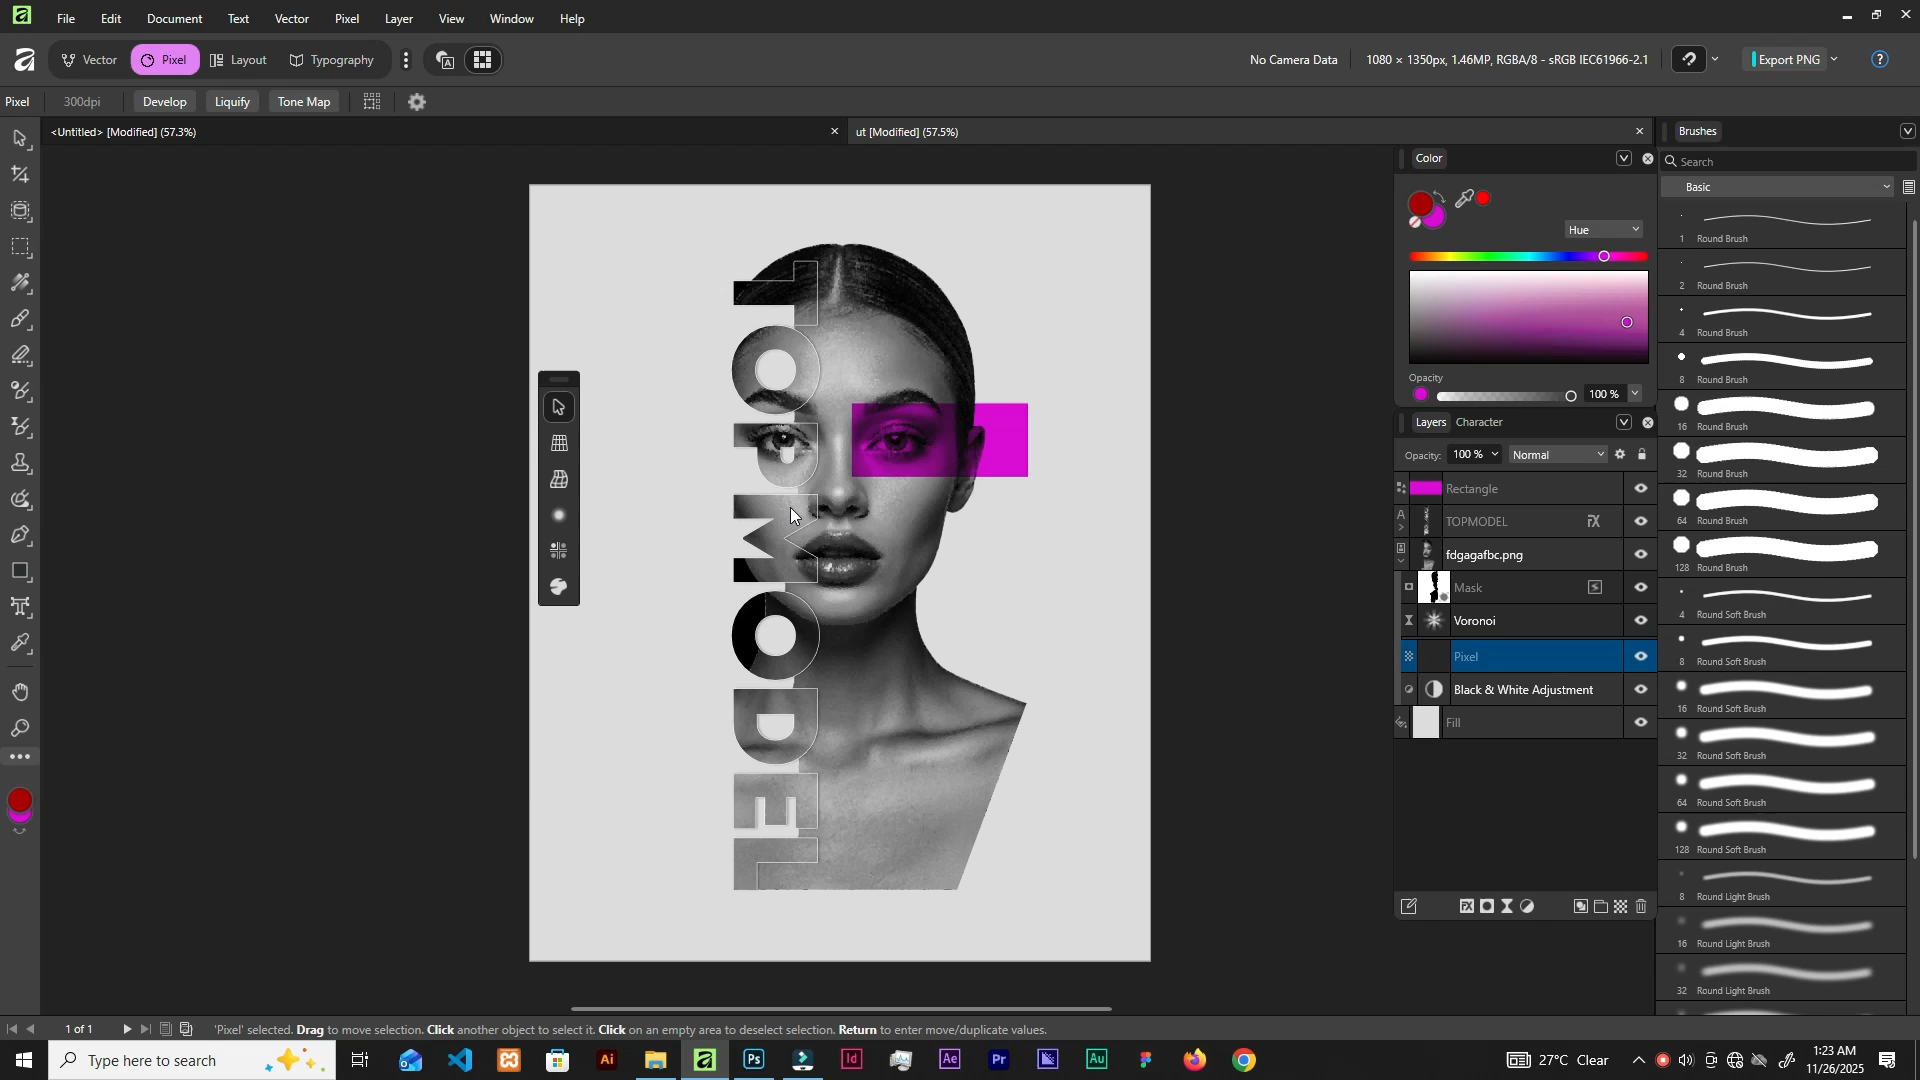 File Edit Document Text Vector Pixel Layer View Window Help
Vector Pixel Layout Typography
No Camera Data 1080 × 1350px, 1.46MP, RGBA/8 - sRGB IEC61966-2.1 Export PNG
Pixel 300dpi Develop Liquify Tone Map
<Untitled> [Modified] (57.3%) ut [Modified] (57.5%)
TOPMODEL
Color
Hue
Opacity
100 %
Layers Character
Opacity: 100 % Normal
Rectangle
TOPMODEL
fdgagafbc.png
Mask
Voronoi
Pixel
Black & White Adjustment
Fill
Brushes
Search
Basic
1 Round Brush
2 Round Brush
4 Round Brush
8 Round Brush
16 Round Brush
32 Round Brush
64 Round Brush
128 Round Brush
4 Round Soft Brush
8 Round Soft Brush
16 Round Soft Brush
32 Round Soft Brush
64 Round Soft Brush
128 Round Soft Brush
8 Round Light Brush
16 Round Light Brush
32 Round Light Brush
1 of 1 'Pixel' selected. Drag to move selection. Click another object to select it. Click on an empty area to deselect selection. Return to enter move/duplicate values.
Type here to search
Ai Ps Id Ae Pr Au
27°C Clear
1:23 AM
11/26/2025